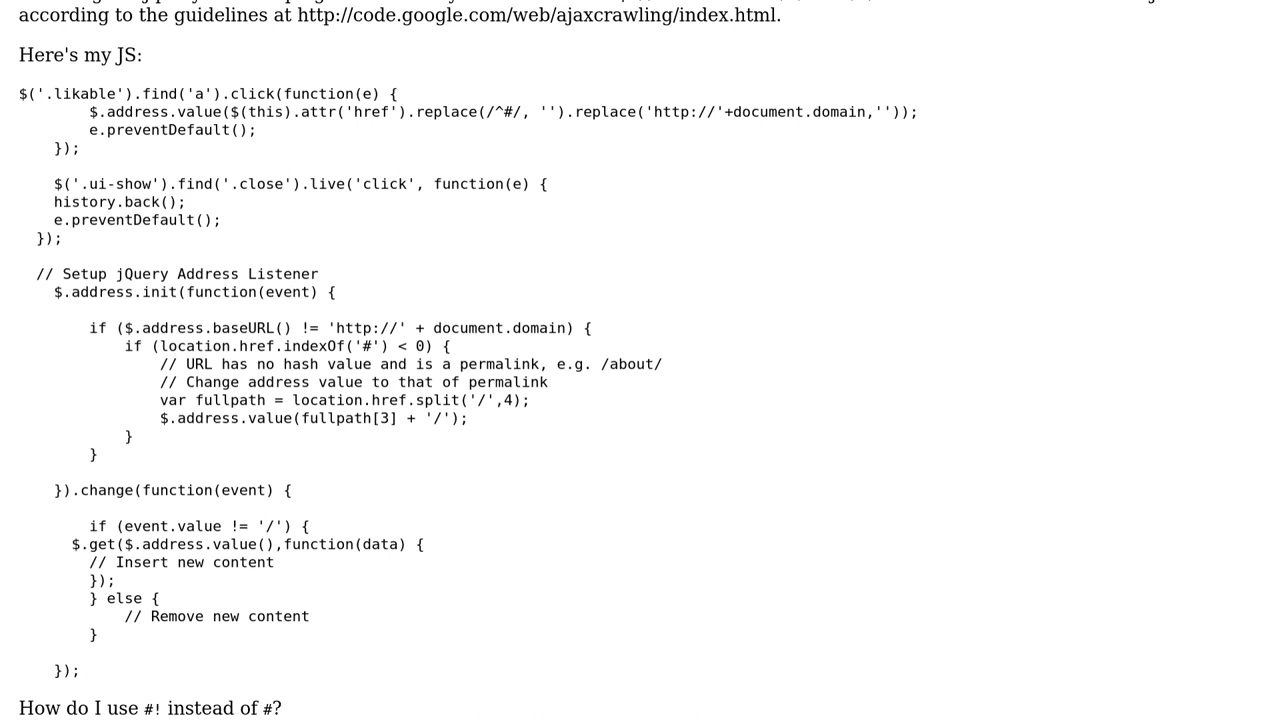 according to the guidelines at http://code.google.com/web/ajaxcrawling/index.html.
Here's my JS:
$('.likable').find('a').click(function(e) {
        $.address.value($(this).attr('href').replace(/^#/, '').replace('http://'+document.domain,''));
        e.preventDefault();
    });
    $('.ui-show').find('.close').live('click', function(e) {
    history.back();
    e.preventDefault();
  });
  // Setup jQuery Address Listener
    $.address.init(function(event) {
        if ($.address.baseURL() != 'http://' + document.domain) {
            if (location.href.indexOf('#') < 0) {
                // URL has no hash value and is a permalink, e.g. /about/
                // Change address value to that of permalink
                var fullpath = location.href.split('/',4);
                $.address.value(fullpath[3] + '/');
            }
        }
    }).change(function(event) {
        if (event.value != '/') {
      $.get($.address.value(),function(data) {
        // Insert new content
        });
        } else {
            // Remove new content
        }
    });
How do I use #! instead of #?